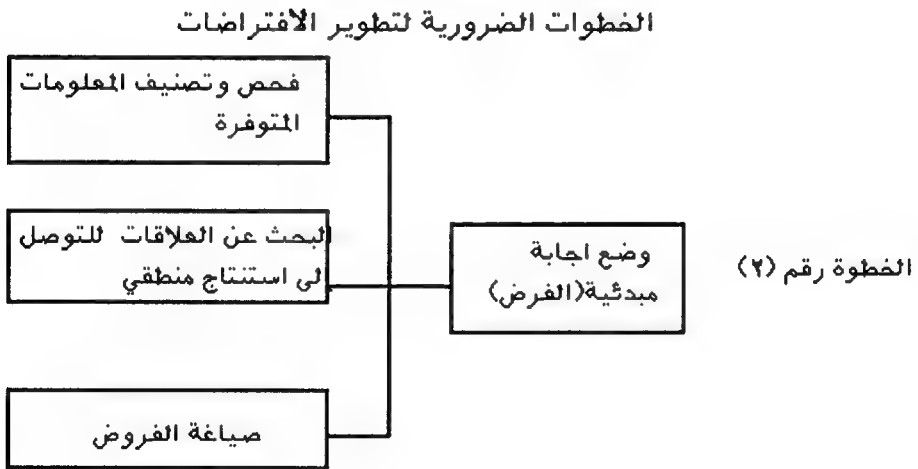 الخطوات الضرورية لتطوير الافتراضات
فحص وتصنيف المعلومات
المتوفرة
البحث عن العلاقات للتوصل
لى استنتاج منطقي
وضع اجابة
مبدئية(الفرض)
الخطوة رقم (٢)
صياغة الفروض